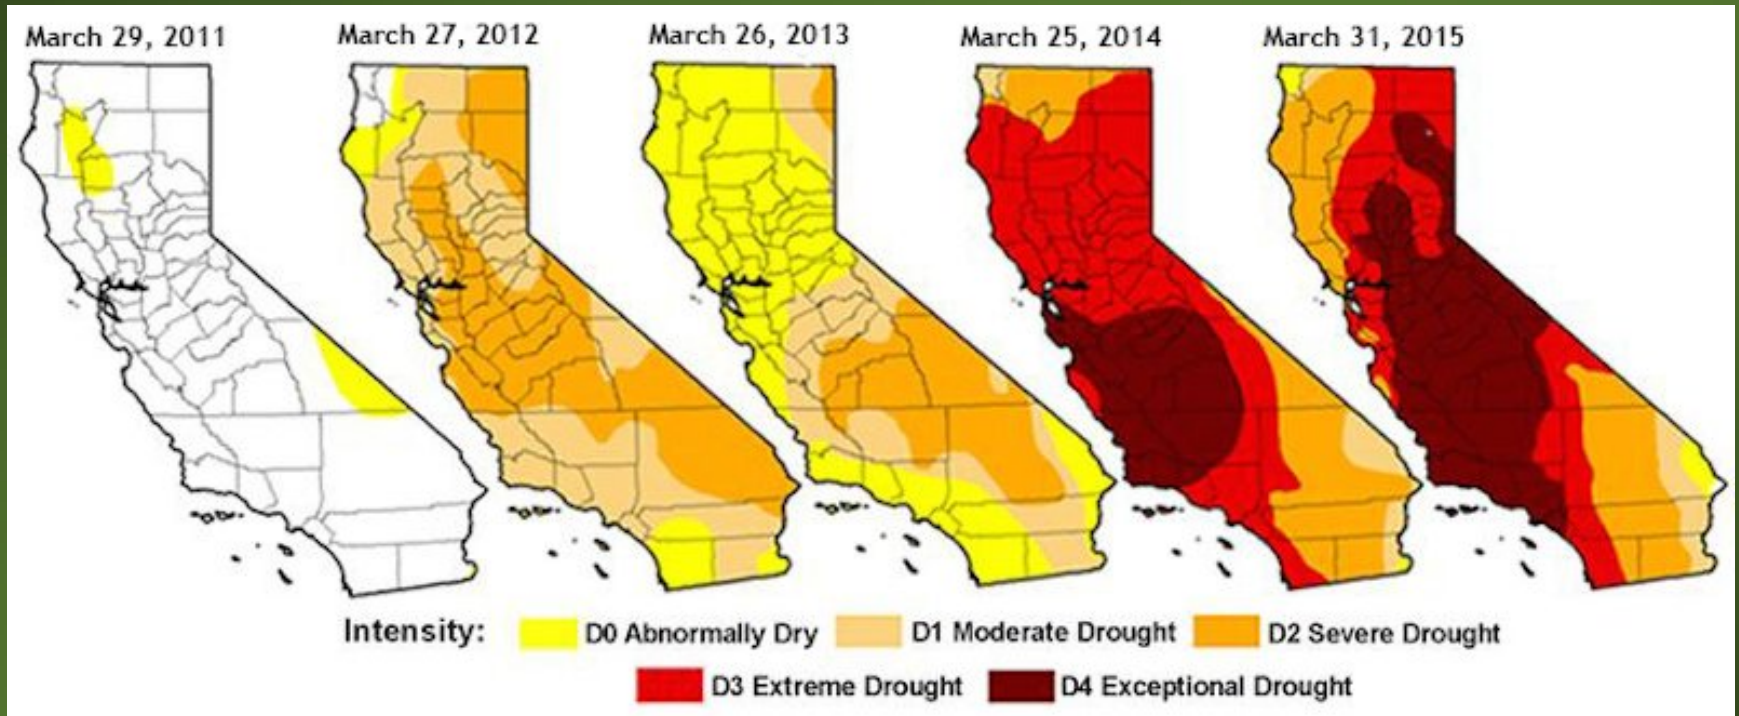 March 29, 2011
March 27, 2012
March 26, 2013
March 25, 2014
March 31, 2015
Intensity:
D0 Abnormally Dry
D1 Moderate Drought
D2 Severe Drought
D3 Extreme Drought
D4 Exceptional Drought